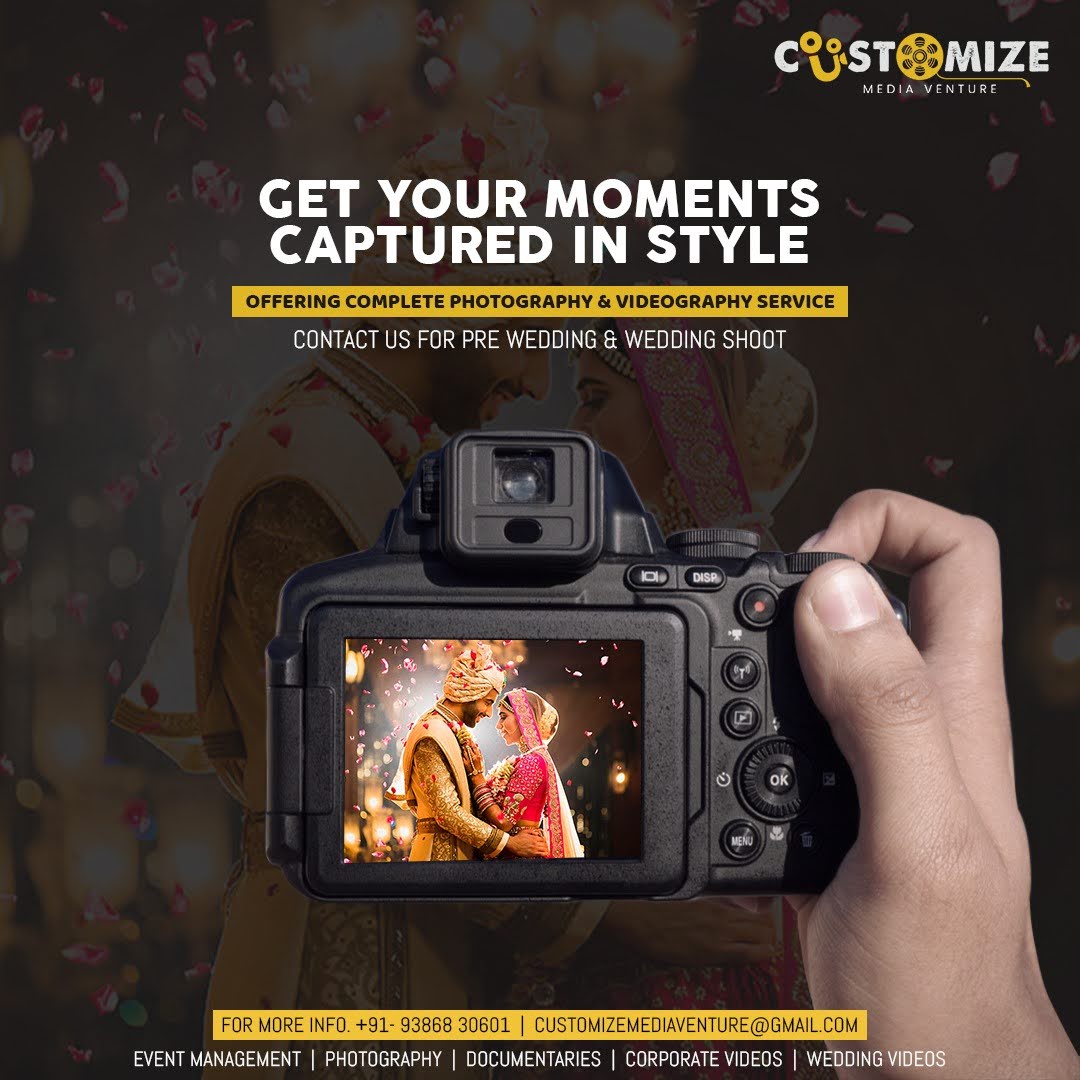 CUSTOMIZE
MEDIA VENTURE
GET YOUR MOMENTS
CAPTURED IN STYLE
OFFERING COMPLETE PHOTOGRAPHY & VIDEOGRAPHY SERVICE
CONTACT US FOR PRE WEDDING & WEDDING SHOOT
DISP
OK
MENU
FOR MORE INFO. +91- 93868 30601 | CUSTOMIZEMEDIAVENTURE@GMAIL.COM
EVENT MANAGEMENT | PHOTOGRAPHY | DOCUMENTARIES | CORPORATE VIDEOS | WEDDING VIDEOS